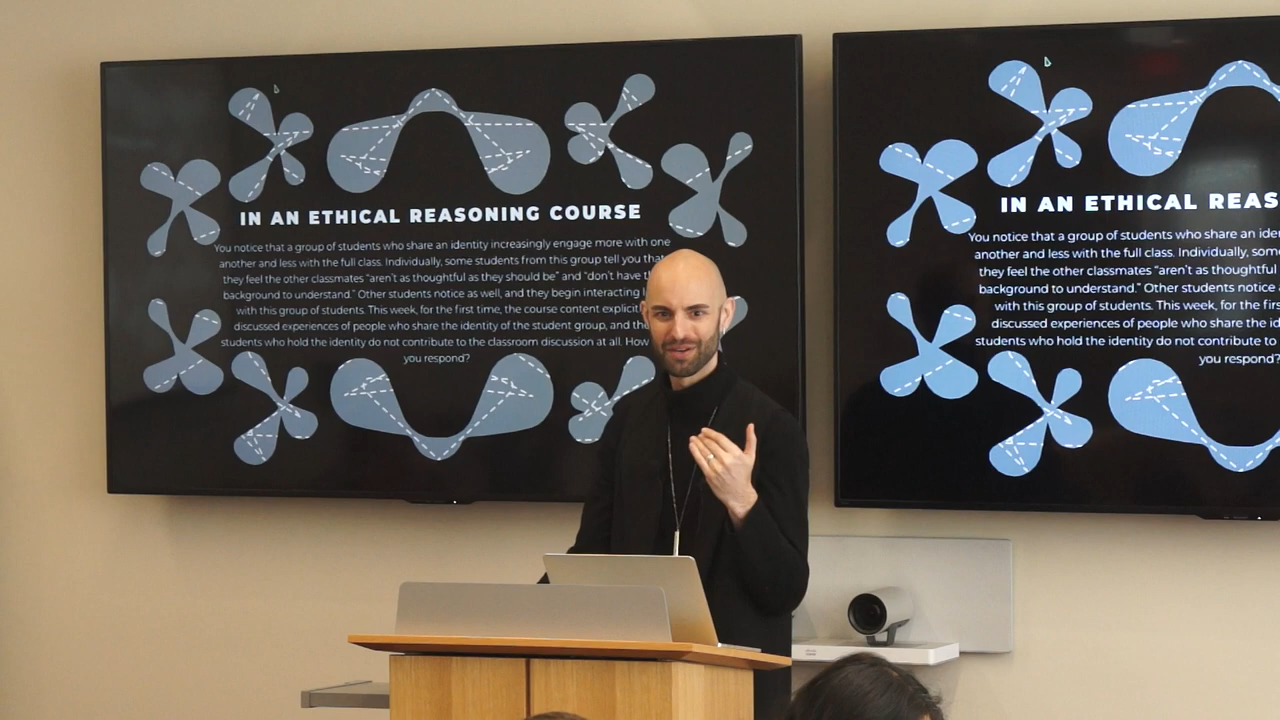 IN AN ETHICAL REASONING COURSE
You notice that a group of students who share an identity increasingly engage more with one
another and less with the full class. Individually, some students from this group tell you that
they feel the other classmates "aren't as thoughtful as they should be" and "don't have
background to understand." Other students notice as well, and they begin interacting
with this group of students. This week, for the first time, the course content
discussed experiences of people who share the identity of the student group, and
students who hold the identity do not contribute to the classroom discussion at all. How
you respond?
IN AN ETHICAL REAS
You notice that a group of students who share an
another and less with the full class. Individually,
they feel the other classmates "aren't as thoughtful
background to understand." Other students notice
with this group of students. This week, for the
discussed experiences of people who share the
students who hold the identity do not contribute to
you respond?